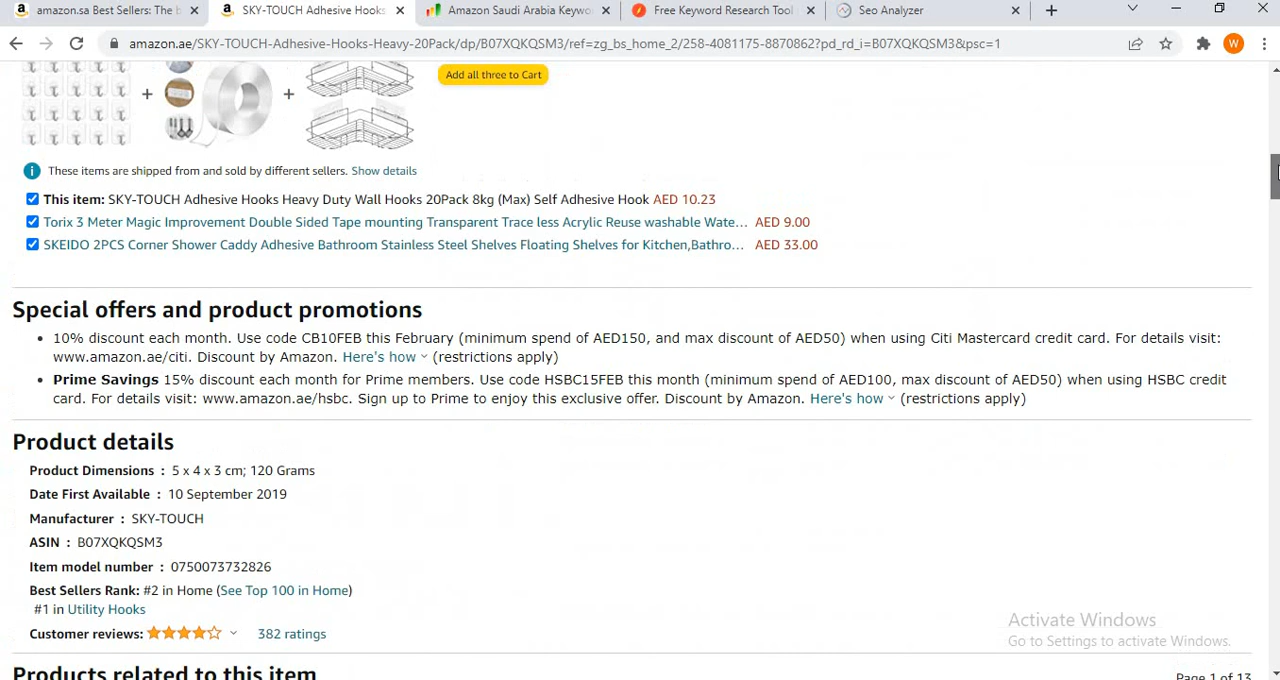 amazon.sa Best Sellers: The b
SKY-TOUCH Adhesive Hooks
Amazon Saudi Arabia Keywo
Free Keyword Research Tool
Seo Analyzer
amazon.ae/SKY-TOUCH-Adhesive-Hooks-Heavy-20Pack/dp/B07XQKQSM3/ref=zg_bs_home_2/258-4081175-8870862?pd_rd_i=B07XQKQSM3&psc=1
W
+ +
Add all three to Cart
These items are shipped from and sold by different sellers. Show details
This item: SKY-TOUCH Adhesive Hooks Heavy Duty Wall Hooks 20Pack 8kg (Max) Self Adhesive Hook AED 10.23
Torix 3 Meter Magic Improvement Double Sided Tape mounting Transparent Trace less Acrylic Reuse washable Wate... AED 9.00
SKEIDO 2PCS Corner Shower Caddy Adhesive Bathroom Stainless Steel Shelves Floating Shelves for Kitchen,Bathro... AED 33.00
Special offers and product promotions
• 10% discount each month. Use code CB10FEB this February (minimum spend of AED150, and max discount of AED50) when using Citi Mastercard credit card. For details visit:
www.amazon.ae/citi. Discount by Amazon. Here's how (restrictions apply)
• Prime Savings 15% discount each month for Prime members. Use code HSBC15FEB this month (minimum spend of AED100, max discount of AED50) when using HSBC credit
card. For details visit: www.amazon.ae/hsbc. Sign up to Prime to enjoy this exclusive offer. Discount by Amazon. Here's how (restrictions apply)
Product details
Product Dimensions : 5 x 4 x 3 cm; 120 Grams
Date First Available : 10 September 2019
Manufacturer : SKY-TOUCH
ASIN : B07XQKQSM3
Item model number : 0750073732826
Best Sellers Rank: #2 in Home (See Top 100 in Home)
#1 in Utility Hooks
Customer reviews: 382 ratings
Activate Windows
Go to Settings to activate Windows.
Products related to this item
Page 1 of 13